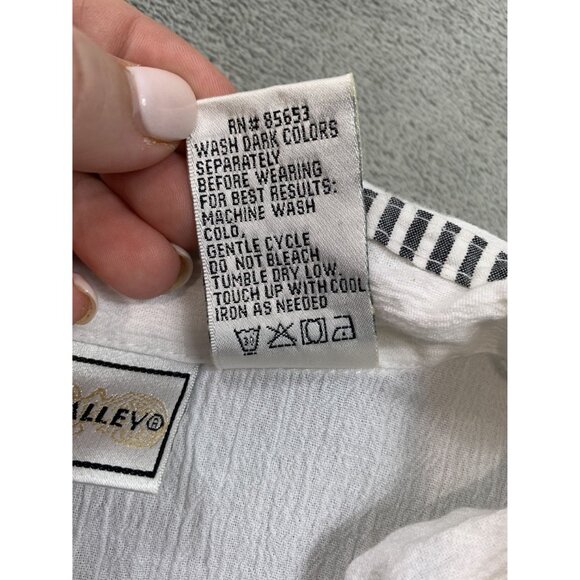 RN# 85653
WASH DARK COLORS
SEPARATELY
BEFORE WEARING
FOR BEST RESULTS:
MACHINE WASH
COLD,
GENTLE CYCLE
DO NOT BLEACH
TUMBLE DRY LOW.
TOUCH UP WITH COOL
IRON AS NEEDED
30
ALLEY®